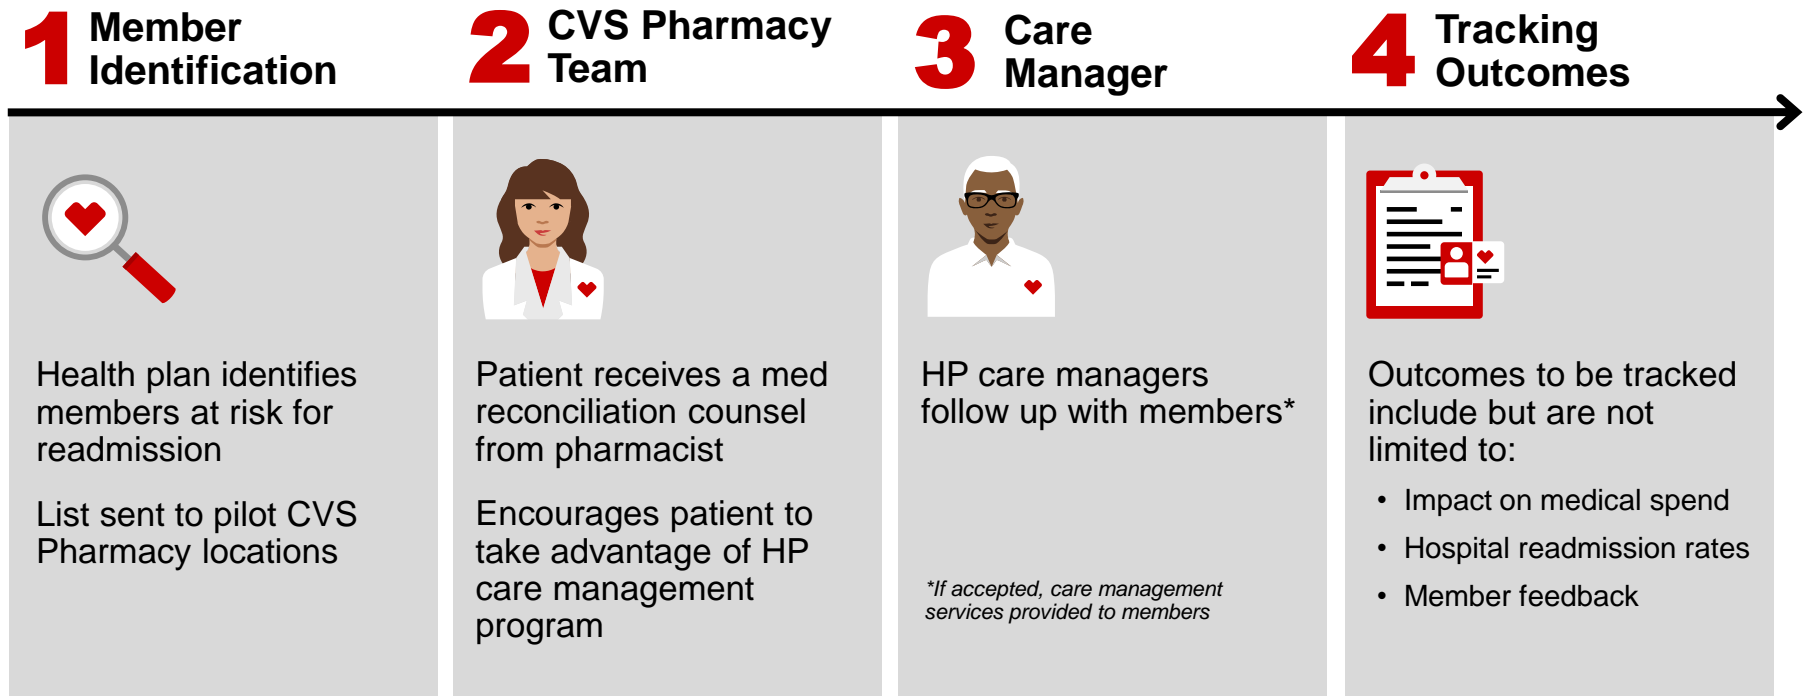 1 Member
Identification
2 CVS Pharmacy
Team
3 Care
Manager
4 Tracking
Outcomes
Health plan identifies
members at risk for
readmission
List sent to pilot CVS
Pharmacy locations
Patient receives a med
reconciliation counsel
from pharmacist
Encourages patient to
take advantage of HP
care management
program
HP care managers
follow up with members*
*If accepted, care management
services provided to members
Outcomes to be tracked
include but are not
limited to:
• Impact on medical spend
• Hospital readmission rates
• Member feedback